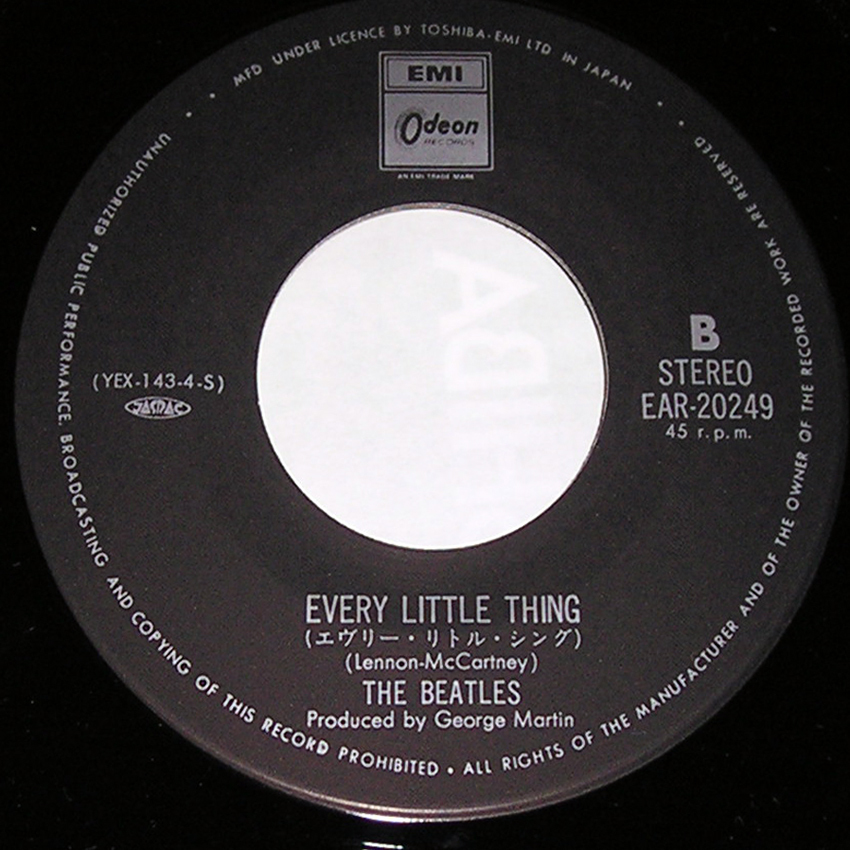 MFD UNDER LICENCE BY TOSHIBA-EMI LTD IN JAPAN
EMI
Odeon
RECORDS
AN EMI TRADE MARK
B
STEREO
EAR-20249
45 r.p.m.
(YEX-143-4-S)
JASRAC
EVERY LITTLE THING
(エヴリー・リトル・シング)
(Lennon-McCartney)
THE BEATLES
Produced by George Martin
UNAUTHORIZED PUBLIC PERFORMANCE, BROADCASTING AND COPYING OF THIS RECORD PROHIBITED • ALL RIGHTS OF THE MANUFACTURER AND OF THE OWNER OF THE RECORDED WORK ARE RESERVED